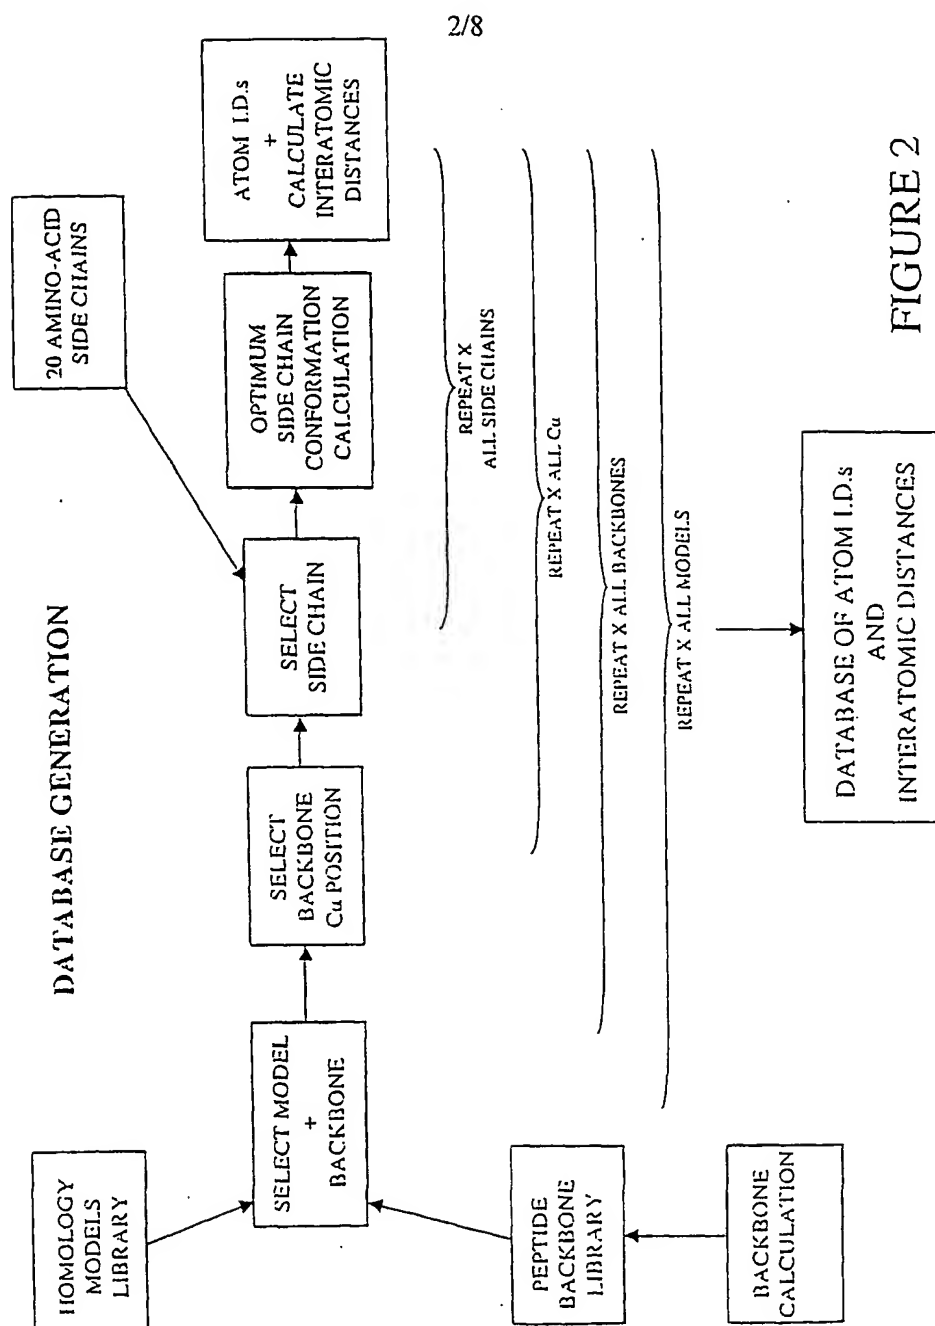 2/8
DATABASE GENERATION
HOMOLOGY
MODELS
LIBRARY
20 AMINO-ACID
SIDE CHAINS
SELECT MODEL
+
BACKBONE
SELECT
BACKBONE
Cu POSITION
SELECT
SIDE CHAIN
OPTIMUM
SIDE CHAIN
CONFORMATION
CALCULATION
ATOM I.D.s
+
CALCULATE
INTERATOMIC
DISTANCES
PEPTIDE
BACKBONE
LIBRARY
BACKBONE
CALCULATION
REPEAT X
ALL SIDE CHAINS
REPEAT X ALL Cu
REPEAT X ALL BACKBONES
REPEAT X ALL MODELS
DATABASE OF ATOM I.D.s
AND
INTERATOMIC DISTANCES
FIGURE 2